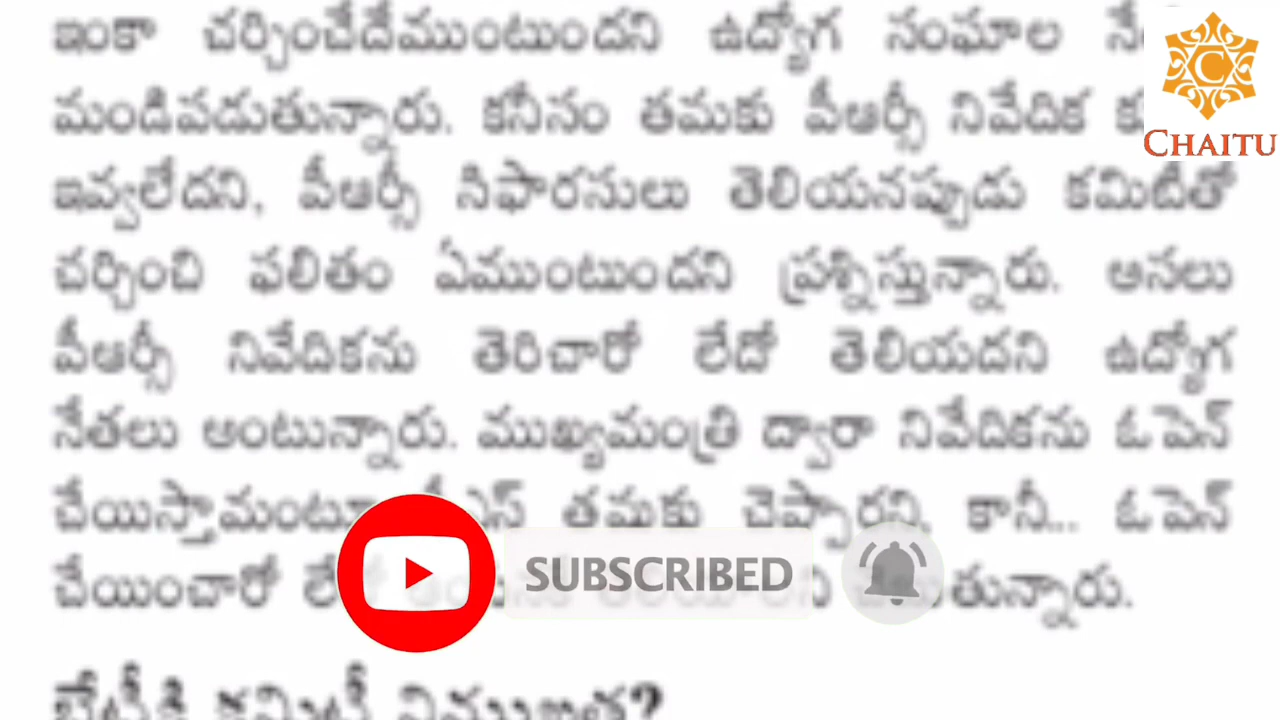 ఇంకా చర్చించేదేముంటుందని ఉద్యోగ సంఘాల
మండిపడుతున్నారు. కనీసం తమకు పీఆర్సీ నివేదిక
ఇవ్వలేదని, పీఆర్సీ సిఫారసులు తెలియనప్పుడు కమిటీతో
చర్చించి ఫలితం ఏముంటుందని ప్రశ్నిస్తున్నారు. అసలు
పీఆర్సీ నివేదికను తెరిచారో లేదో తెలియదని ఉద్యోగ
నేతలు అంటున్నారు. ముఖ్యమంత్రి ద్వారా నివేదికను ఓపెన్
చేయిస్తామంటూ తమకు చెప్పారని, కానీ... ఓపెన్
చేయించారో
SUBSCRIBED
CHAITU
C